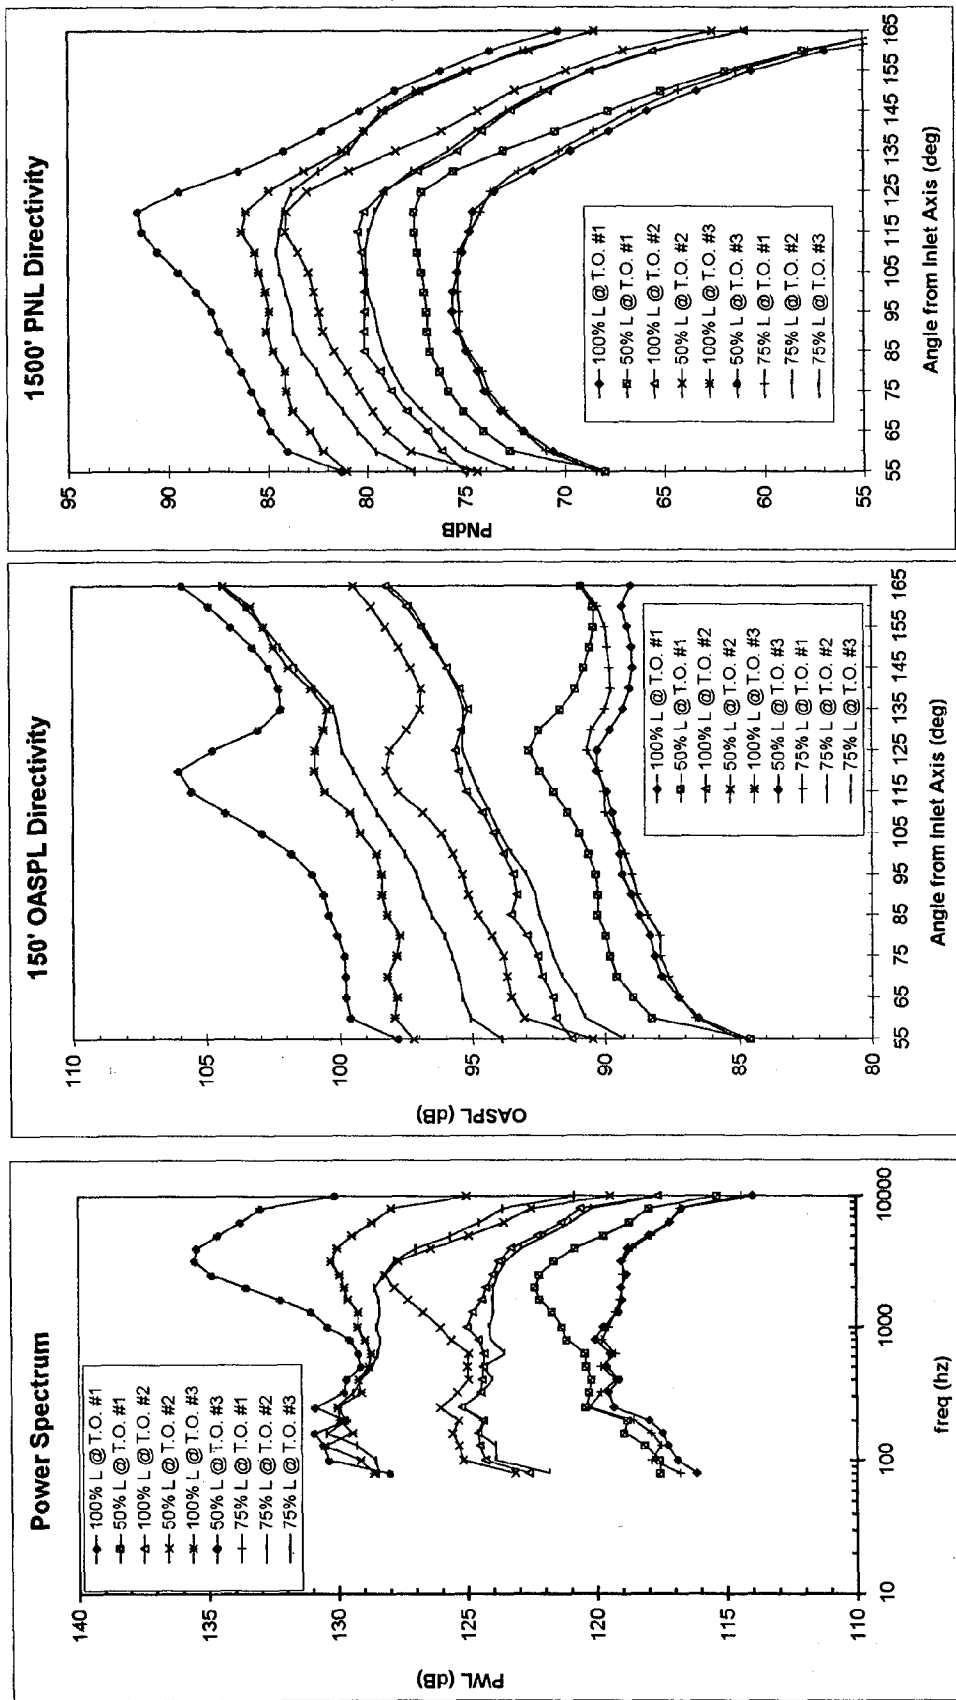 Power Spectrum
100% L @ T.O. #1
50% L @ T.O. #1
100% L @ T.O. #2
50% L @ T.O. #2
100% L @ T.O. #3
50% L @ T.O. #3
75% L @ T.O. #1
75% L @ T.O. #2
75% L @ T.O. #3
PWL (dB)
140
135
130
125
120
115
110
10
100
1000
10000
freq (hz)
150' OASPL Directivity
OASPL (dB)
110
105
100
95
90
85
80
55
65
75
85
95
105
115
125
135
145
155
165
Angle from Inlet Axis (deg)
100% L @ T.O. #1
50% L @ T.O. #1
100% L @ T.O. #2
50% L @ T.O. #2
100% L @ T.O. #3
50% L @ T.O. #3
75% L @ T.O. #1
75% L @ T.O. #2
75% L @ T.O. #3
1500' PNL Directivity
PNdB
95
90
85
80
75
70
65
60
55
55
65
75
85
95
105
115
125
135
145
155
165
Angle from Inlet Axis (deg)
100% L @ T.O. #1
50% L @ T.O. #1
100% L @ T.O. #2
50% L @ T.O. #2
100% L @ T.O. #3
50% L @ T.O. #3
75% L @ T.O. #1
75% L @ T.O. #2
75% L @ T.O. #3